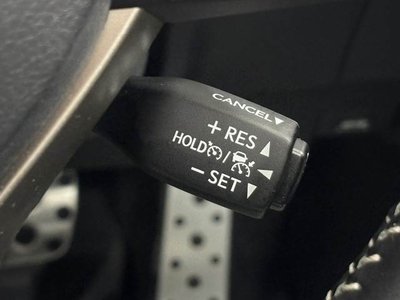 CANCEL▼
+ RES ▲
HOLD /
- SET ▼